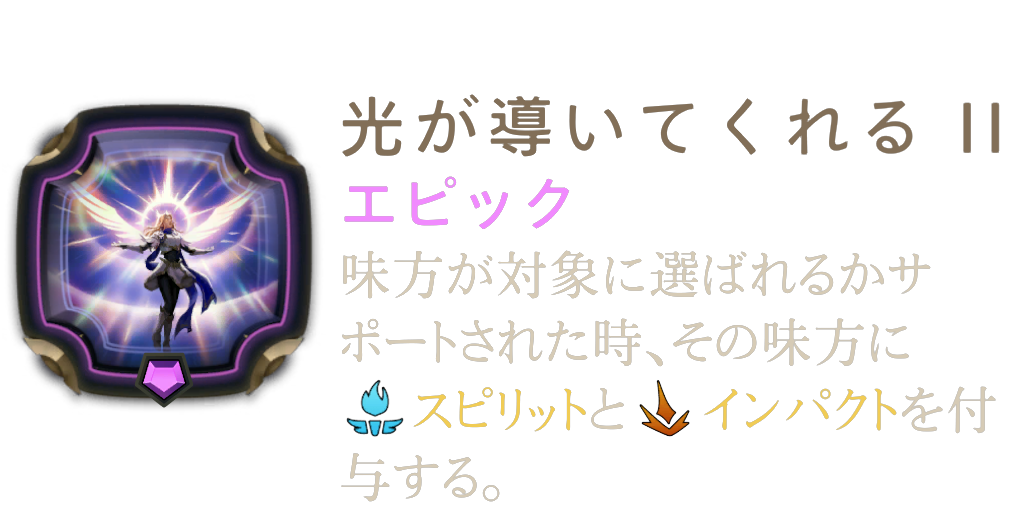 光が導いてくれる II
エピック
味方が対象に選ばれるかサ
ポートされた時、その味方に
スピリットとインパクトを付
与する。